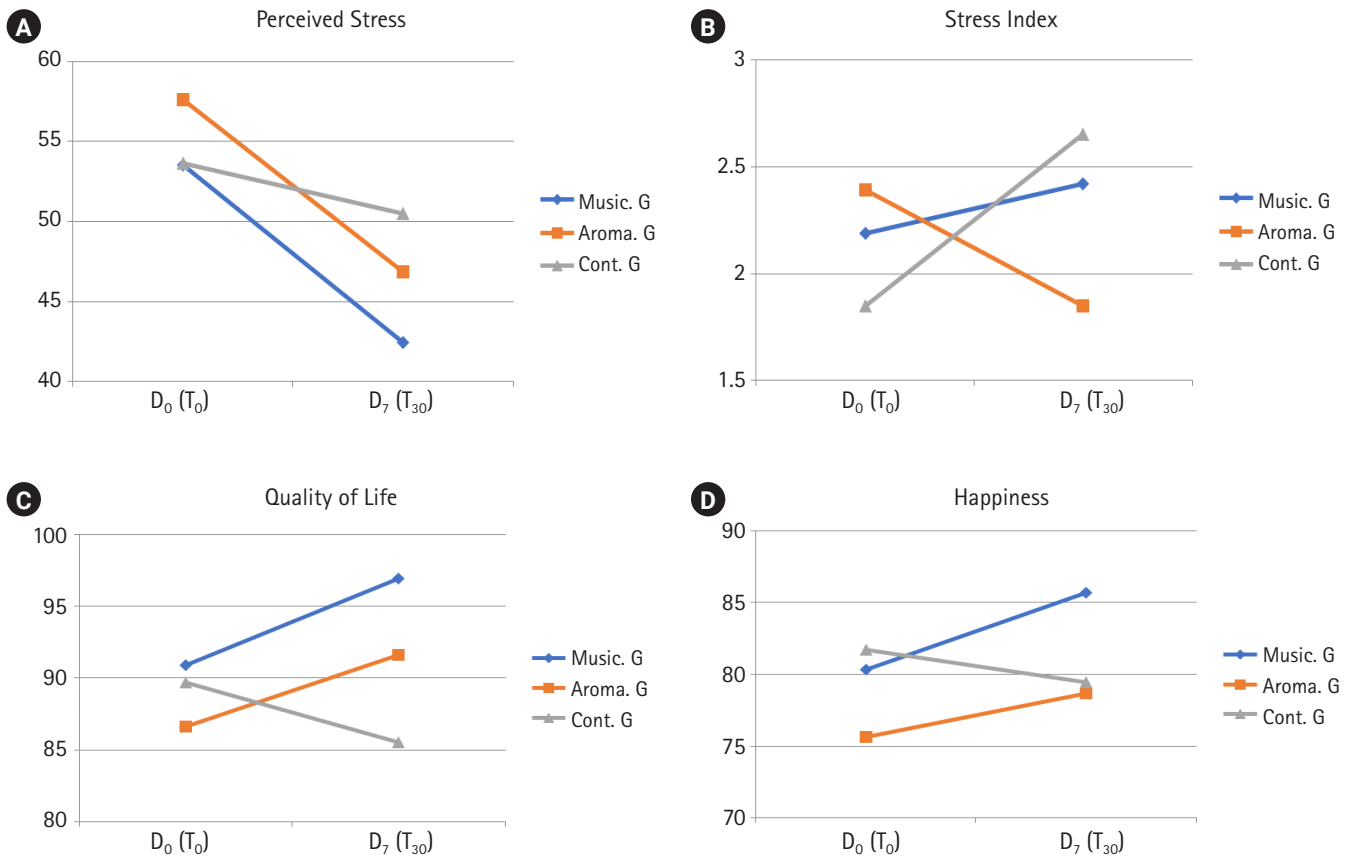 A
Perceived Stress
60
55
50
45
40
D₀ (T₀)
D₇ (T₃₀)
Music. G
Aroma. G
Cont. G
B
Stress Index
3
2.5
2
1.5
D₀ (T₀)
D₇ (T₃₀)
Music. G
Aroma. G
Cont. G
C
Quality of Life
100
95
90
85
80
D₀ (T₀)
D₇ (T₃₀)
Music. G
Aroma. G
Cont. G
D
Happiness
90
85
80
75
70
D₀ (T₀)
D₇ (T₃₀)
Music. G
Aroma. G
Cont. G